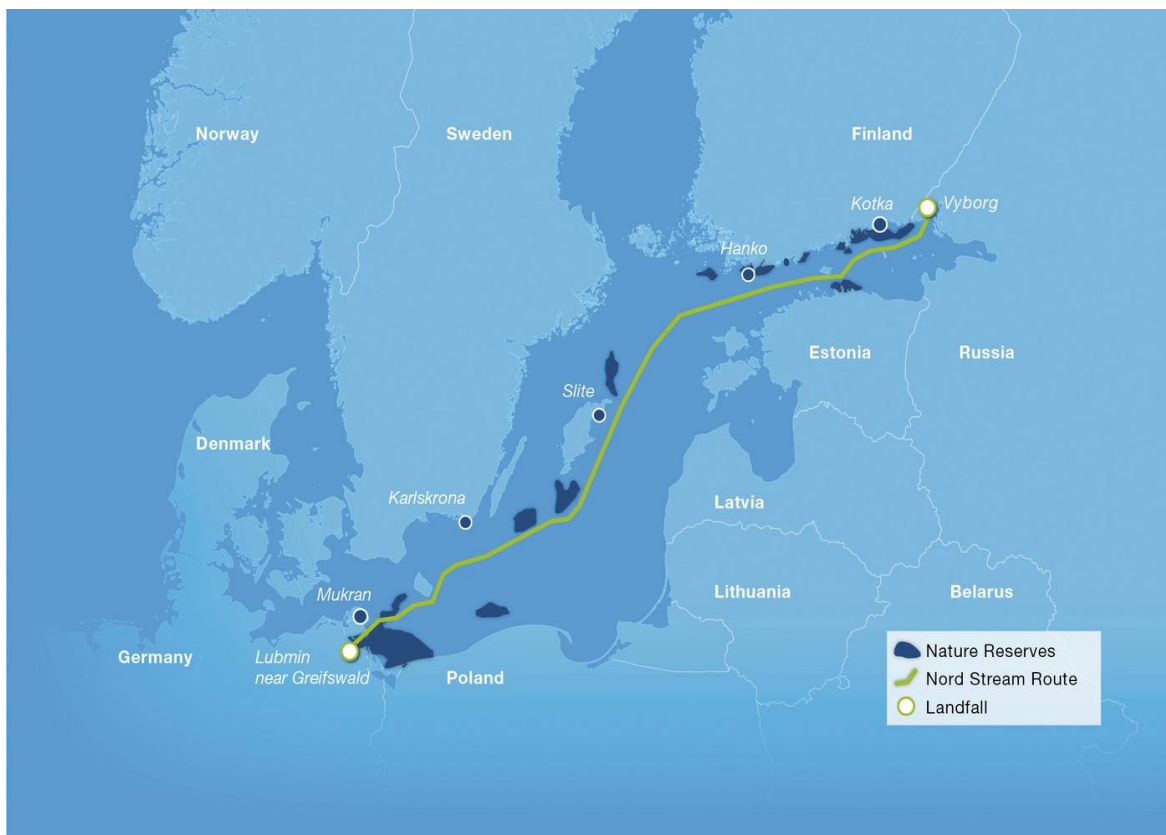 Norway
Sweden
Finland
Kotka
Vyborg
Hanko
Estonia
Russia
Slite
Denmark
Karlskrona
Latvia
Mukran
Lithuania
Belarus
Germany
Lubmin
near Greifswald
Poland
Nature Reserves
Nord Stream Route
Landfall